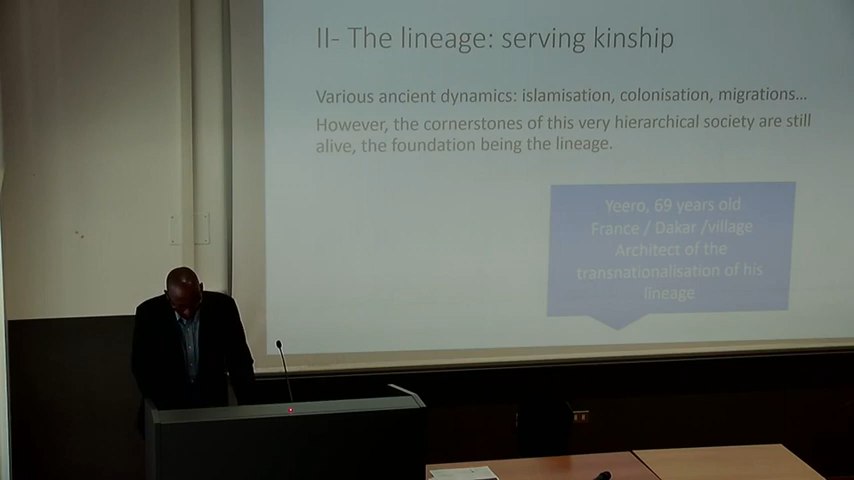 II- The lineage: serving kinship
Various ancient dynamics: islamisation, colonisation, migrations...
However, the cornerstones of this very hierarchical society are still
alive, the foundation being the lineage.
Yeero, 69 years old
France / Dakar /village
Architect of the
transnationalisation of his
lineage